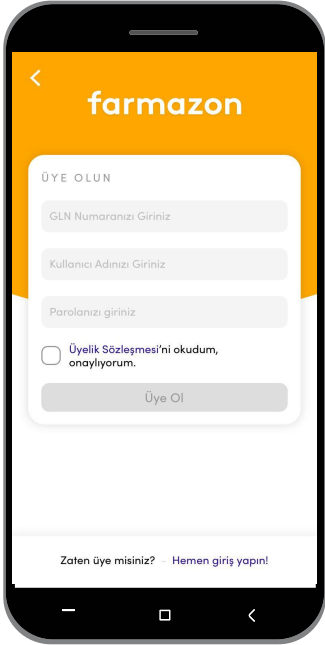 farmazon
ÜYE OLUN
GLN Numaranızı Giriniz
Kullanıcı Adınızı Giriniz
Parolanızı giriniz
Üyelik Sözleşmesi'ni okudum,
onaylıyorum.
Üye Ol
Zaten üye misiniz? – Hemen giriş yapın!